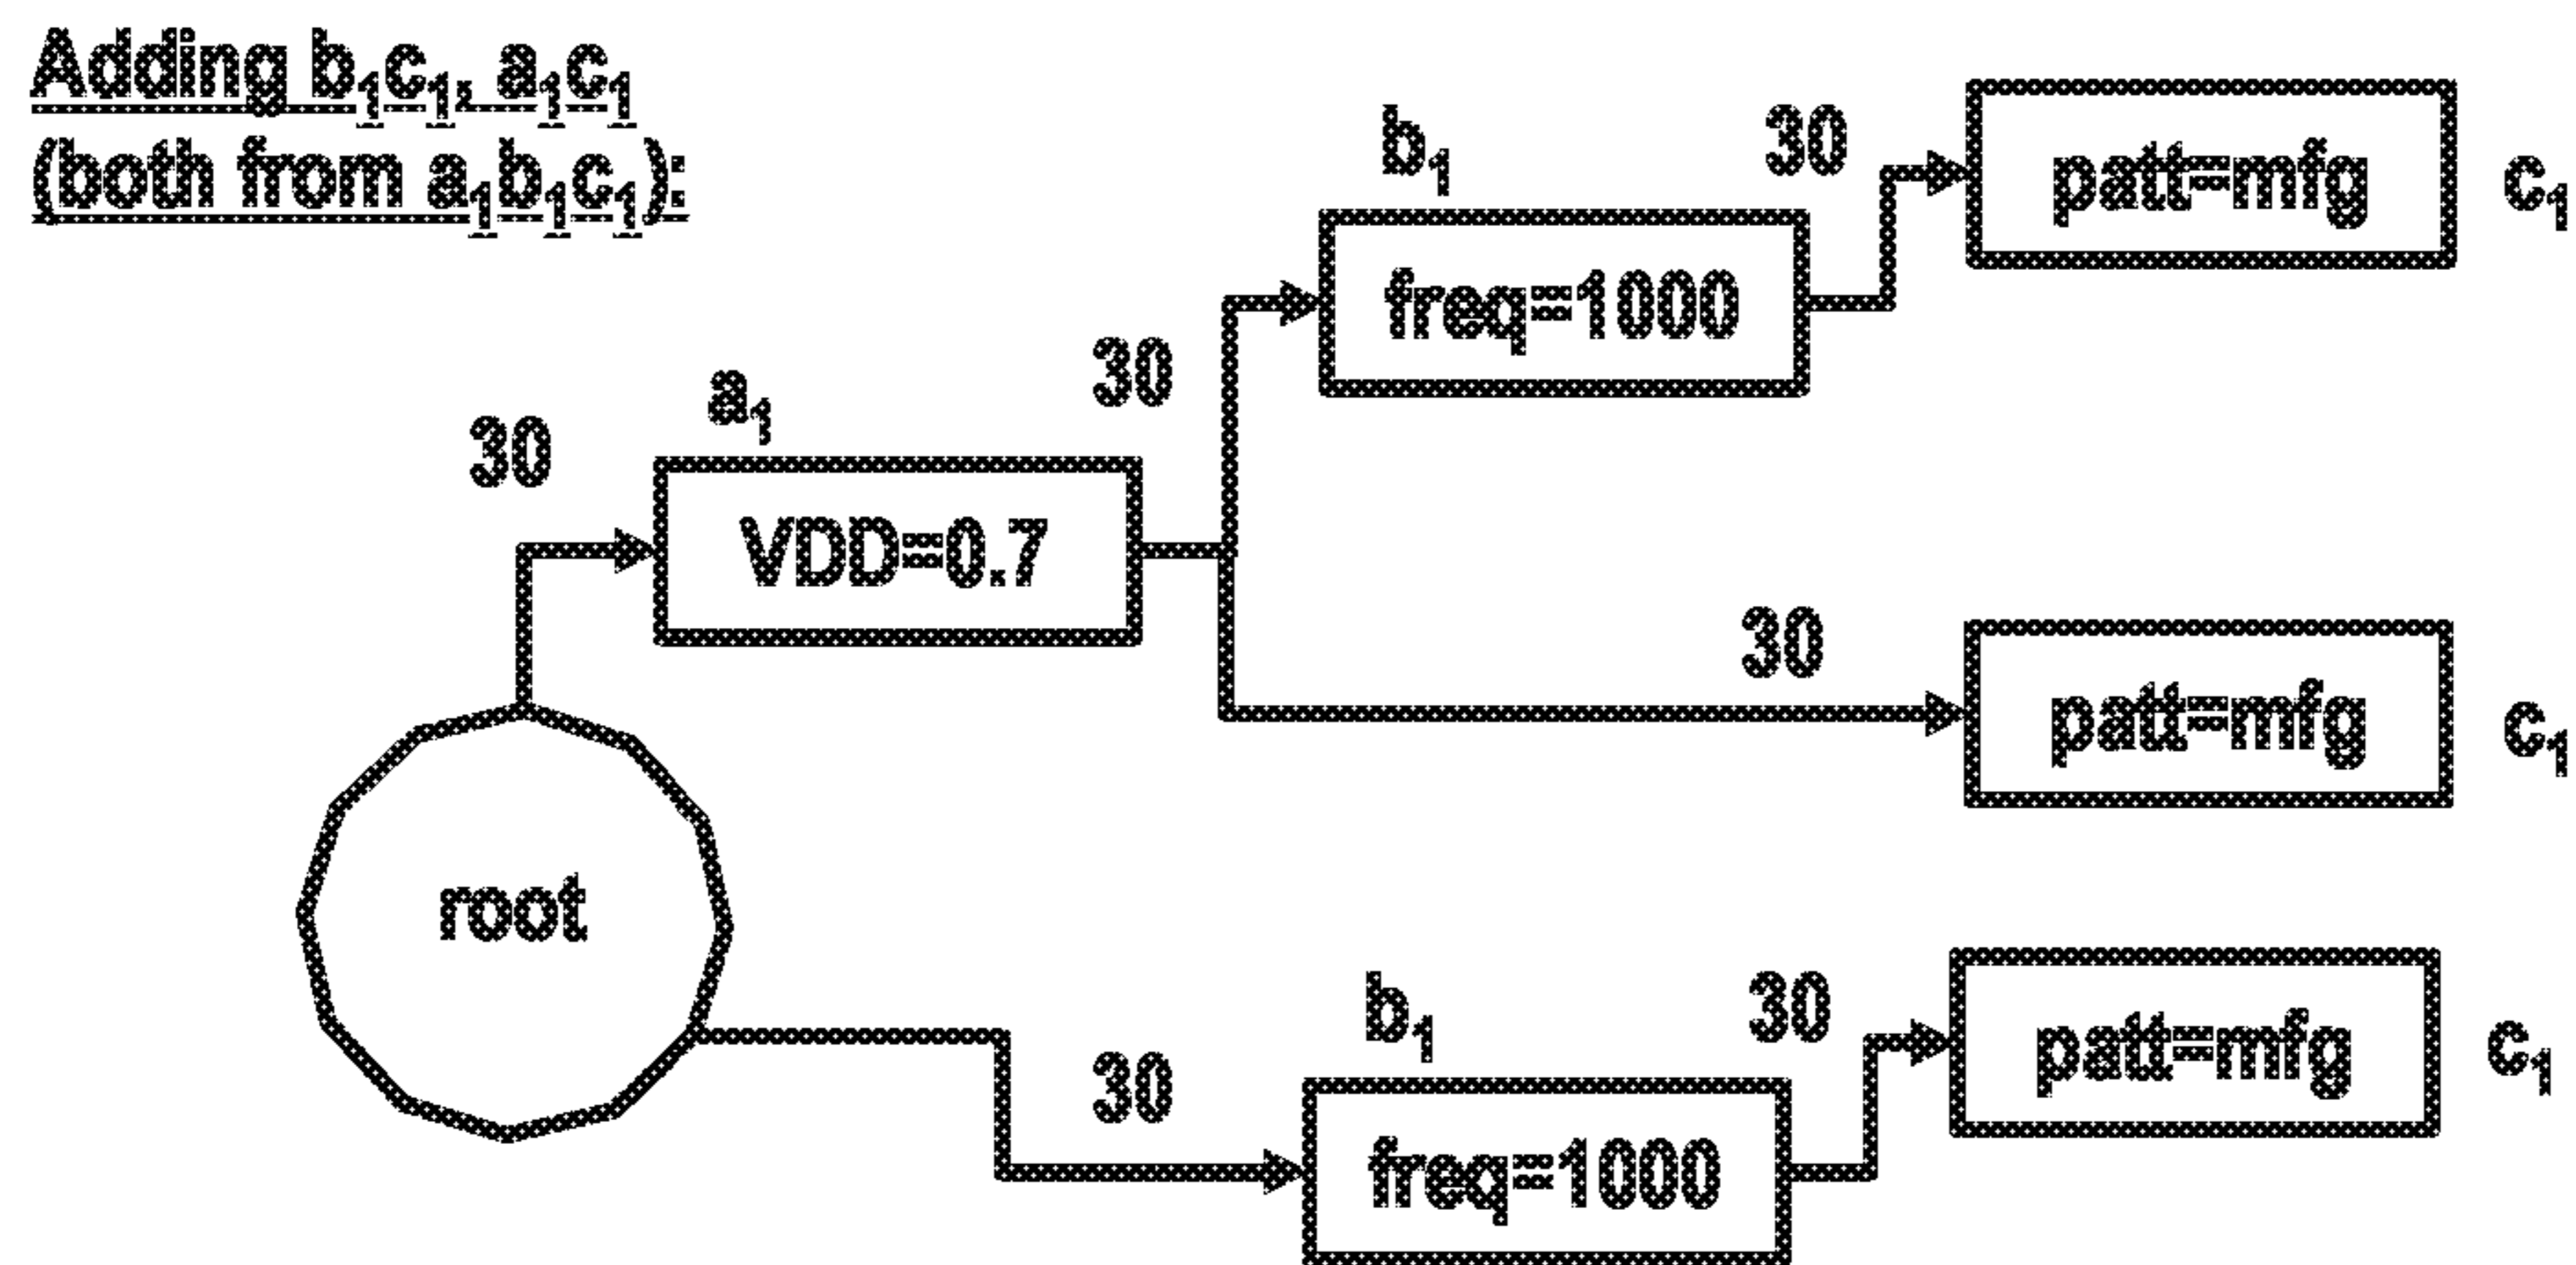 Adding b₁c₁, a₁c₁
(both from a₁b₁c₁):
b₁
30
patt=mfg
c₁
freq=1000
30
a₁
30
VDD=0.7
30
patt=mfg
c₁
root
b₁
30
patt=mfg
c₁
30
freq=1000